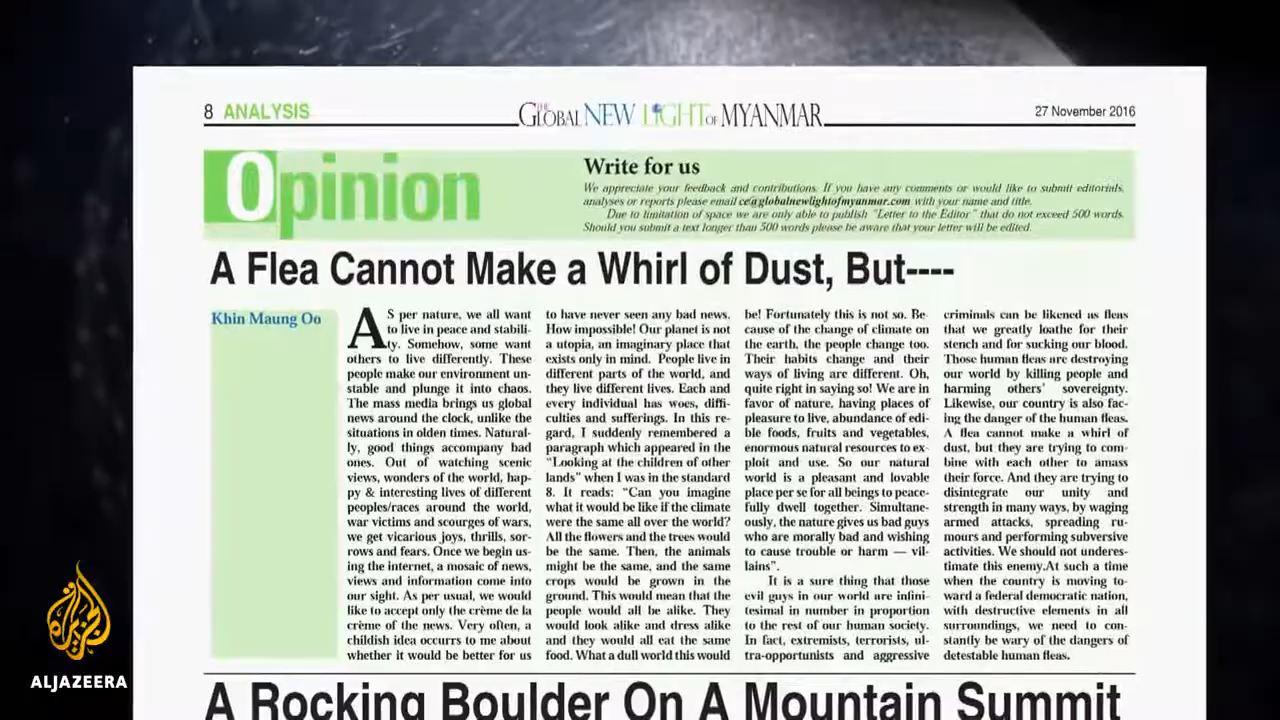 8 ANALYSIS
THE GLOBAL NEW LIGHT OF MYANMAR
27 November 2016
Opinion
Write for us
We appreciate your feedback and contributions. If you have any comments or would like to submit editorials,
analyses or reports please email ce@globalnewlightofmyanmar.com with your name and title.
Due to limitation of space we are only able to publish "Letter to the Editor" that do not exceed 500 words.
Should you submit a text longer than 500 words please be aware that your letter will be edited.
A Flea Cannot Make a Whirl of Dust, But----
Khin Maung Oo
AS per nature, we all want
to live in peace and stabili-
ty. Somehow, some want
others to live differently. These
people make our environment un-
stable and plunge it into chaos.
The mass media brings us global
news around the clock, unlike the
situations in olden times. Natural-
ly, good things accompany bad
ones. Out of watching scenic
views, wonders of the world, hap-
py & interesting lives of different
peoples/races around the world,
war victims and scourges of wars,
we get vicarious joys, thrills, sor-
rows and fears. Once we begin us-
ing the internet, a mosaic of news,
views and information come into
our sight. As per usual, we would
like to accept only the crème de la
crème of the news. Very often, a
childish idea occurrs to me about
whether it would be better for us
to have never seen any bad news.
How impossible! Our planet is not
a utopia, an imaginary place that
exists only in mind. People live in
different parts of the world, and
they live different lives. Each and
every individual has woes, diffi-
culties and sufferings. In this re-
gard, I suddenly remembered a
paragraph which appeared in the
"Looking at the children of other
lands" when I was in the standard
8. It reads: "Can you imagine
what it would be like if the climate
were the same all over the world?
All the flowers and the trees would
be the same. Then, the animals
might be the same, and the same
crops would be grown in the
ground. This would mean that the
people would all be alike. They
would look alike and dress alike
and they would all eat the same
food. What a dull world this would
be! Fortunately this is not so. Be-
cause of the change of climate on
the earth, the people change too.
Their habits change and their
ways of living are different. Oh,
quite right in saying so! We are in
favor of nature, having places of
pleasure to live, abundance of edi-
ble foods, fruits and vegetables,
enormous natural resources to ex-
ploit and use. So our natural
world is a pleasant and lovable
place per se for all beings to peace-
fully dwell together. Simultane-
ously, the nature gives us bad guys
who are morally bad and wishing
to cause trouble or harm — vil-
lains".
It is a sure thing that those
evil guys in our world are infini-
tesimal in number in proportion
to the rest of our human society.
In fact, extremists, terrorists, ul-
tra-opportunists and aggressive
criminals can be likened as fleas
that we greatly loathe for their
stench and for sucking our blood.
Those human fleas are destroying
our world by killing people and
harming others' sovereignty.
Likewise, our country is also fac-
ing the danger of the human fleas.
A flea cannot make a whirl of
dust, but they are trying to com-
bine with each other to amass
their force. And they are trying to
disintegrate our unity and
strength in many ways, by waging
armed attacks, spreading ru-
mours and performing subversive
activities. We should not underes-
timate this enemy.At such a time
when the country is moving to-
ward a federal democratic nation,
with destructive elements in all
surroundings, we need to con-
stantly be wary of the dangers of
detestable human fleas.
A Rocking Boulder On A Mountain Summit
ALJAZEERA